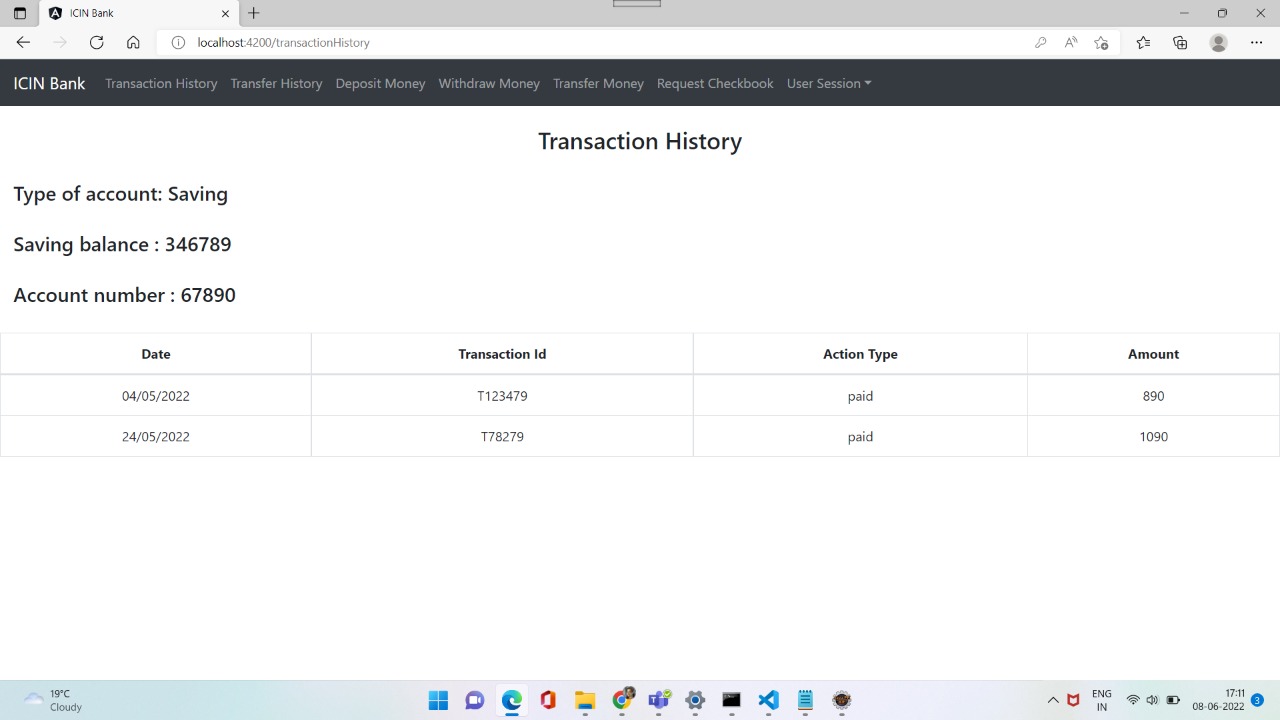 ICIN Bank
localhost:4200/transactionHistory
ICIN Bank Transaction History Transfer History Deposit Money Withdraw Money Transfer Money Request Checkbook User Session
Transaction History
Type of account: Saving
Saving balance : 346789
Account number : 67890
Date Transaction Id Action Type Amount
04/05/2022 T123479 paid 890
24/05/2022 T78279 paid 1090
19°C
Cloudy
ENG
IN
17:11
08-06-2022
3